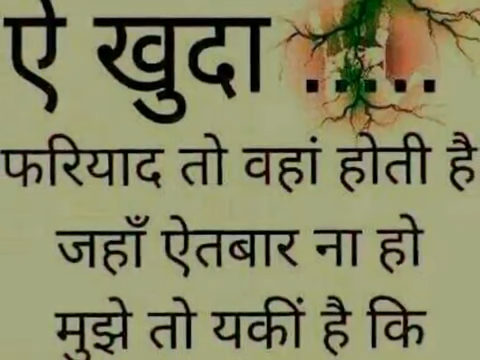 ऐ खुदा .....
फरियाद तो वहां होती है
जहाँ ऐतबार ना हो
मुझे तो यकीं है कि